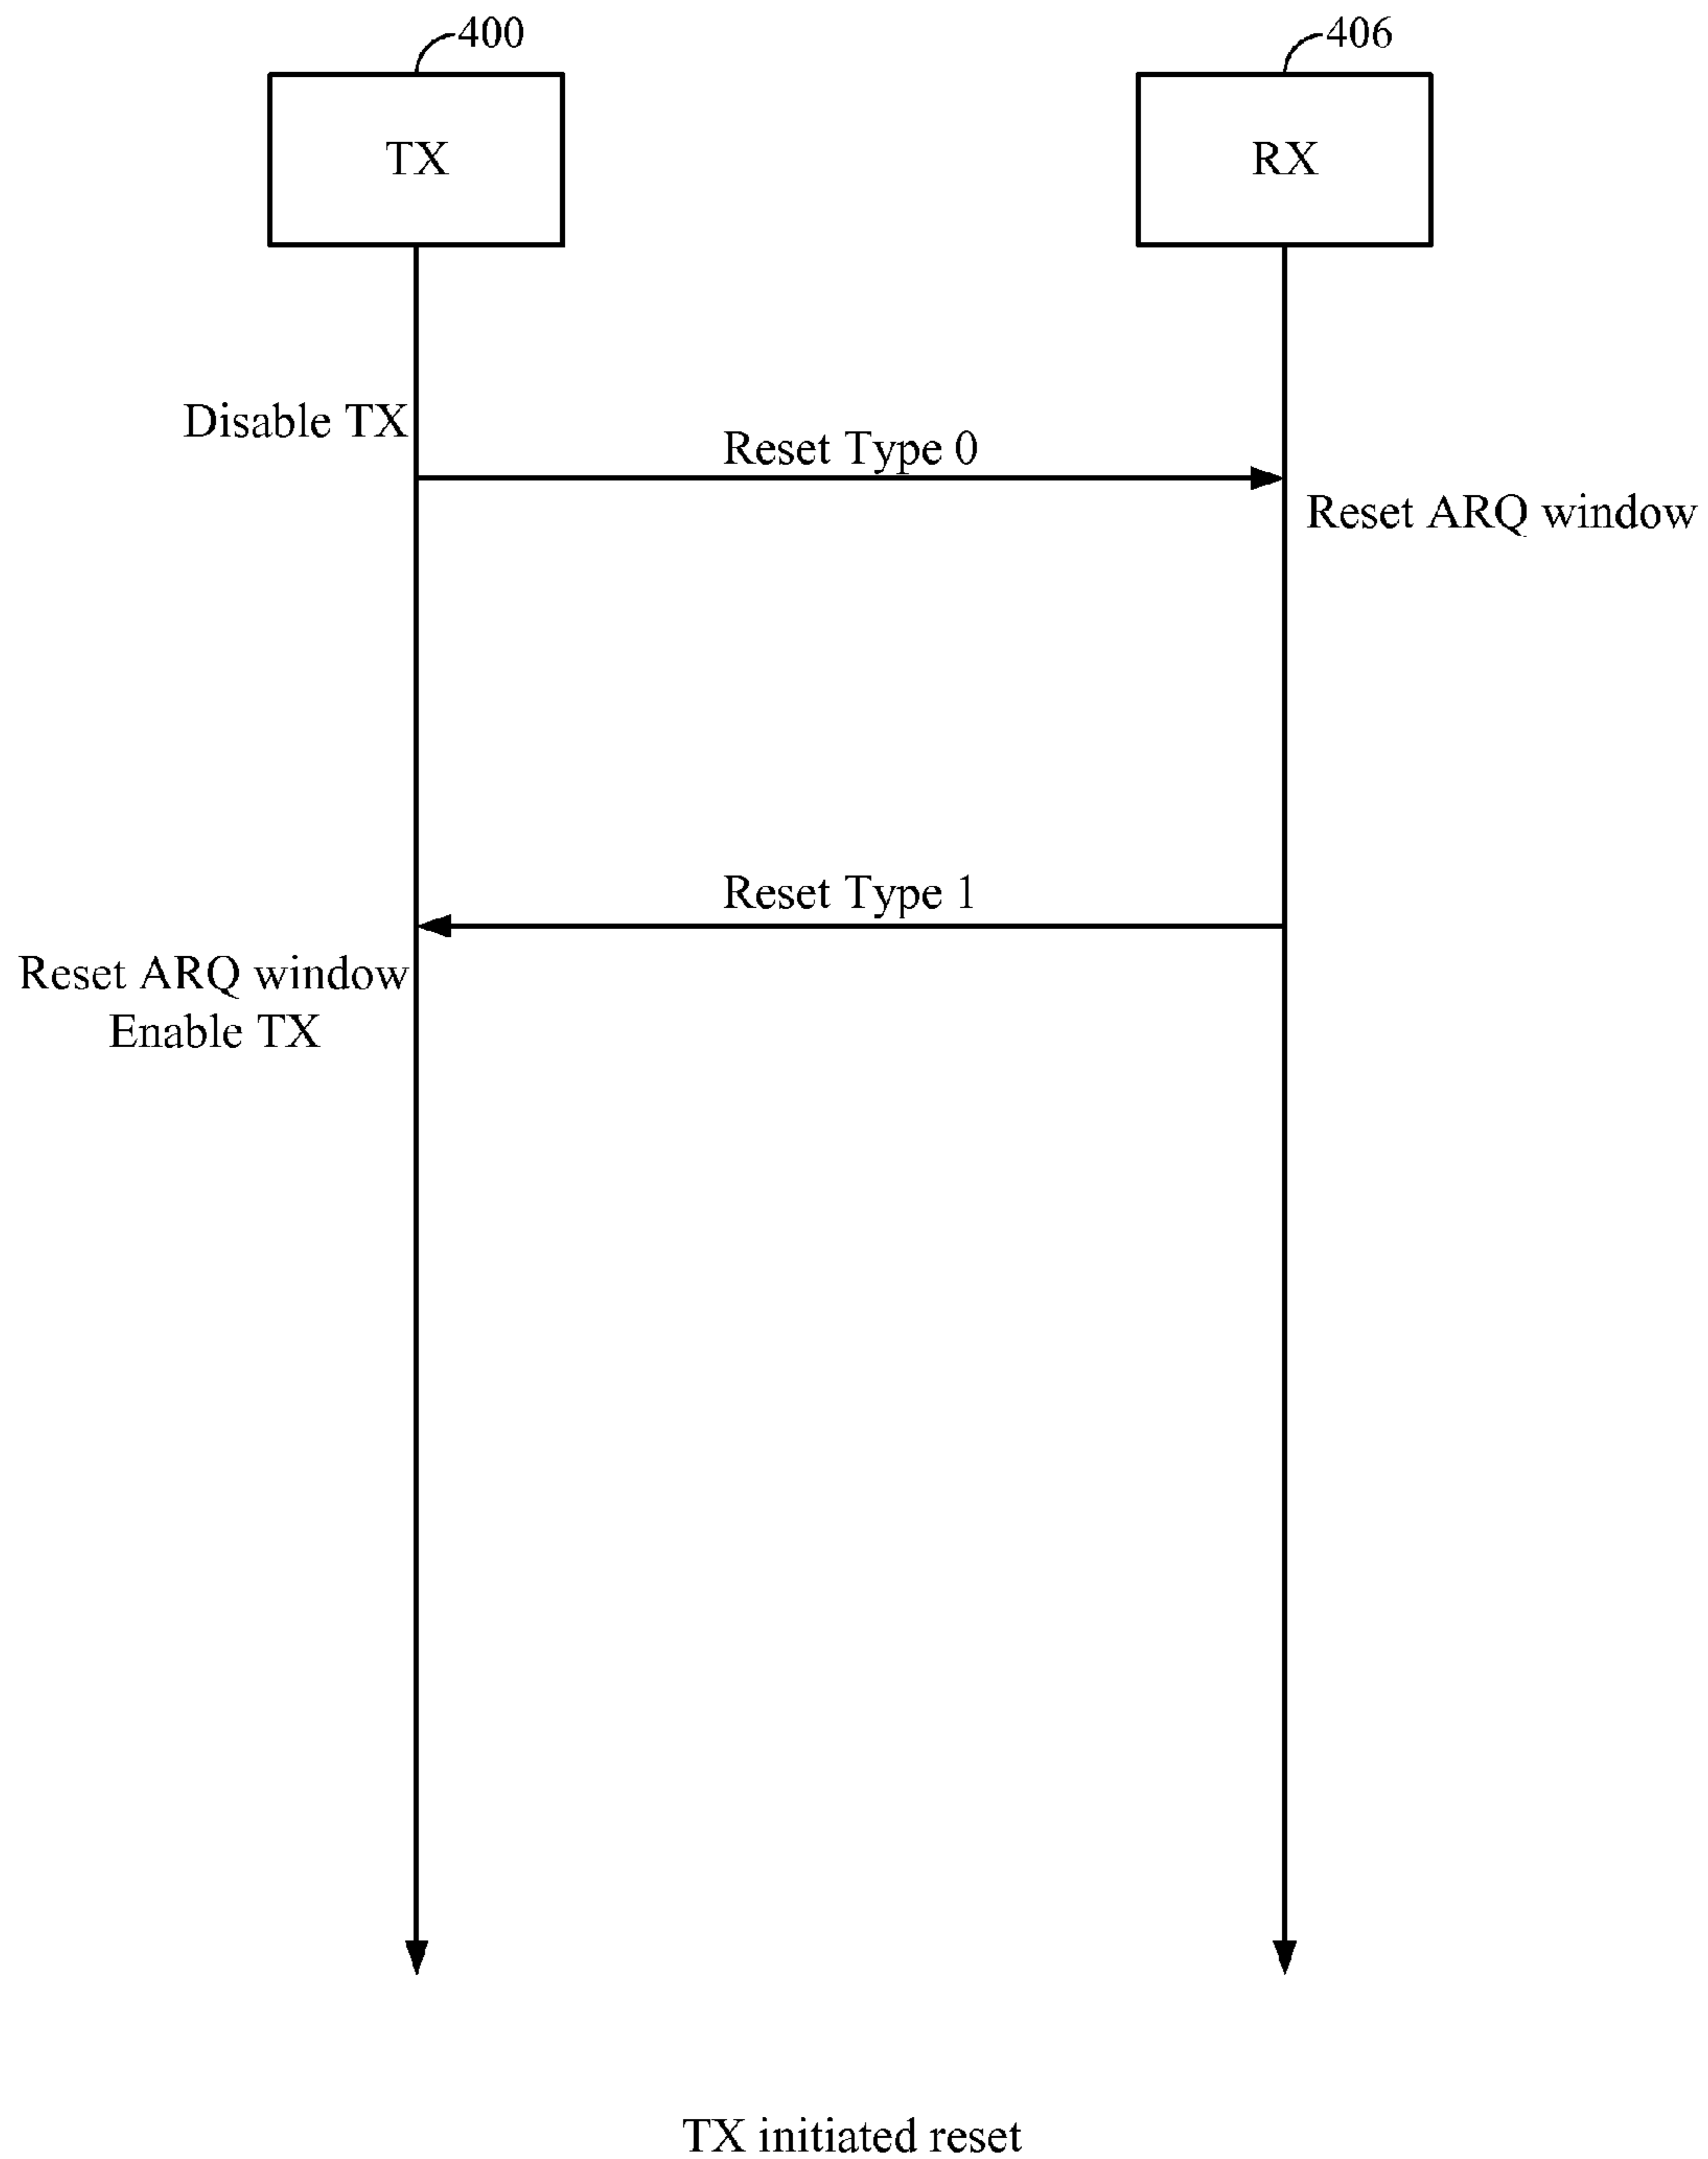 400
406
TX
RX
Disable TX
Reset Type 0
Reset ARQ window
Reset Type 1
Reset ARQ window
Enable TX
TX initiated reset